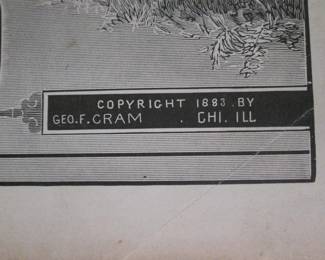 COPYRIGHT 1883 . BY
GEO. F. CRAM . CHI. ILL